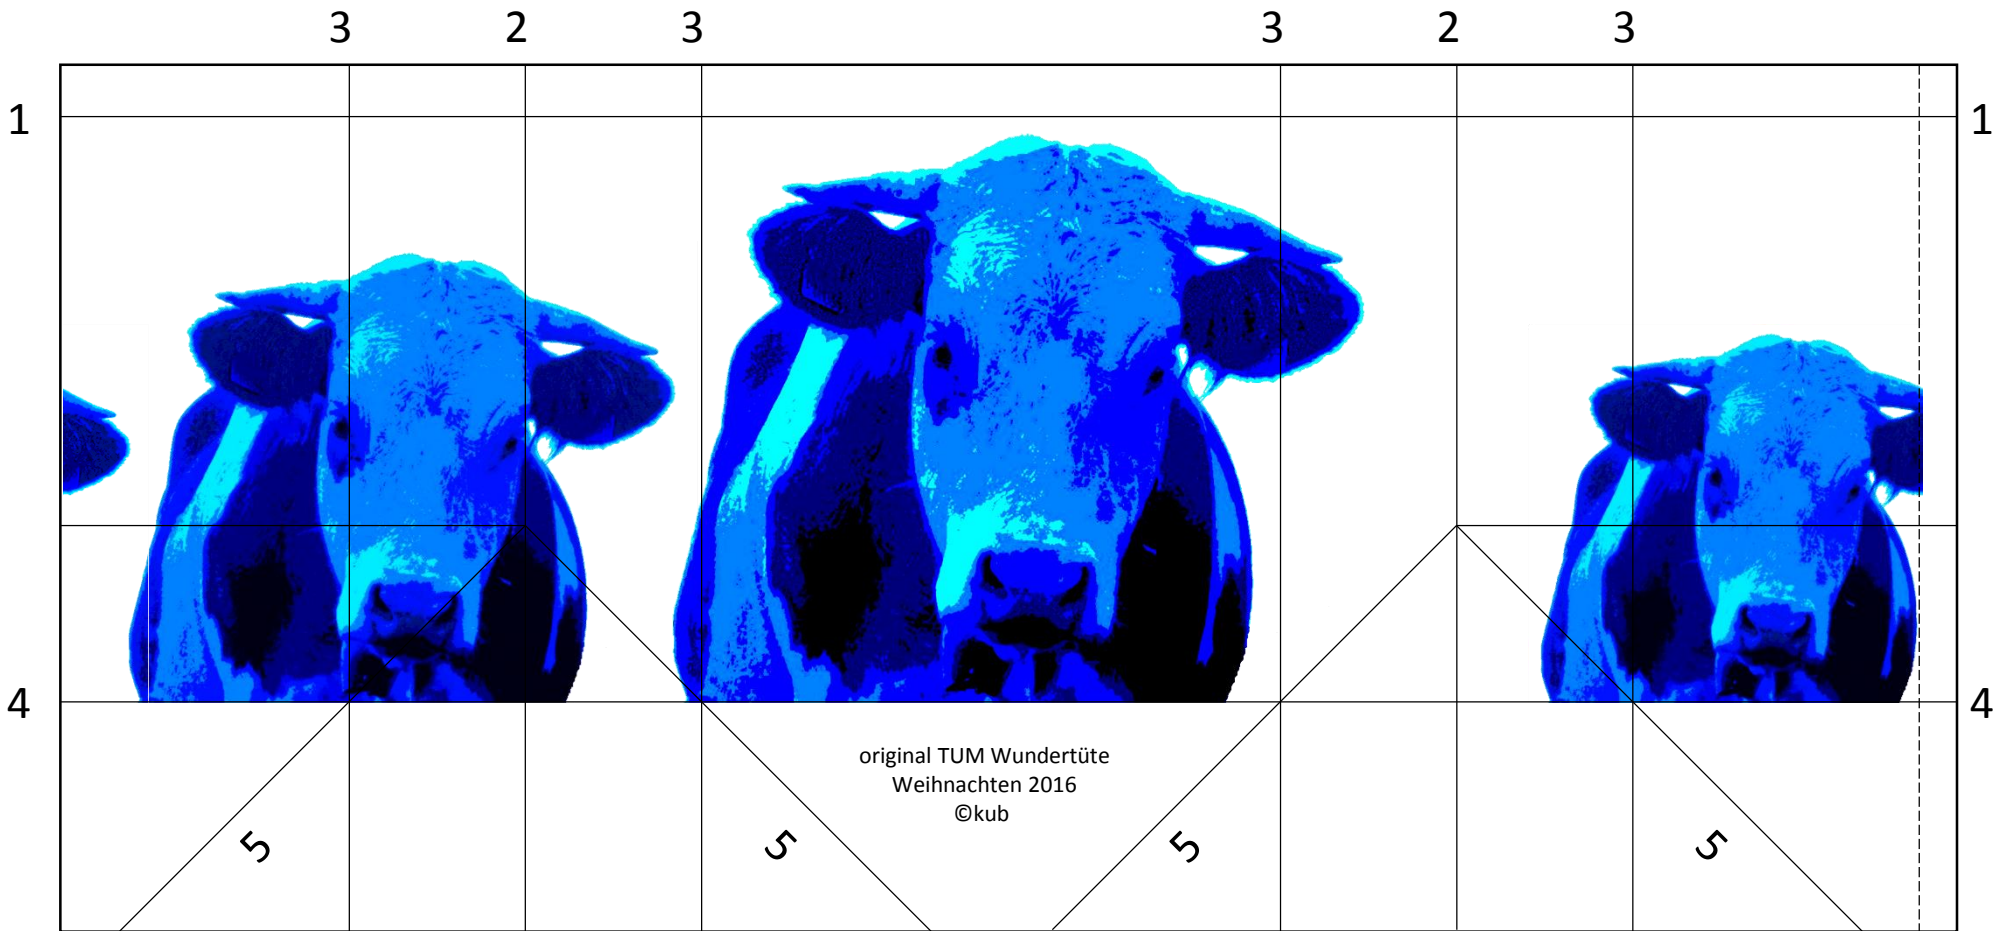 3 2 3 3 2 3
1 1
4 4
original TUM Wundertüte
Weihnachten 2016
©kub
5 5 5 5